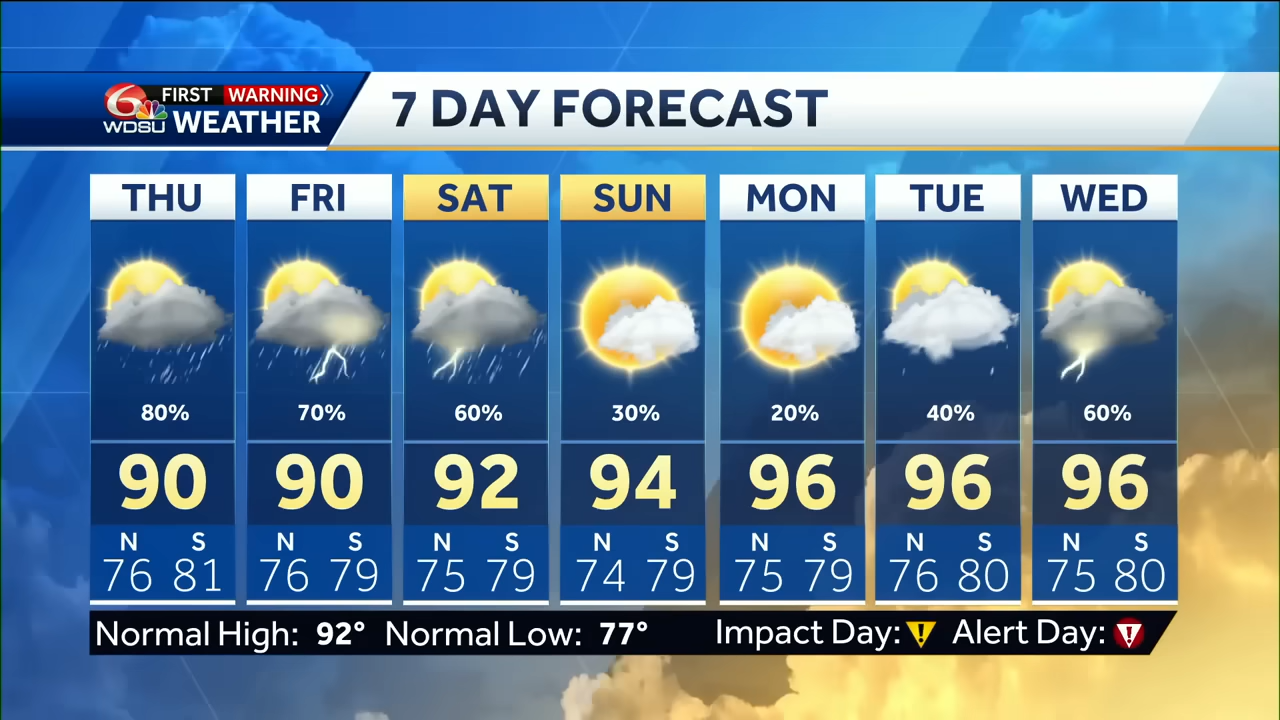 6 FIRST WARNING
WDSU WEATHER
7 DAY FORECAST
THU FRI SAT SUN MON TUE WED
80% 70% 60% 30% 20% 40% 60%
90 90 92 94 96 96 96
N S N S N S N S N S N S N S
76 81 76 79 75 79 74 79 75 79 76 80 75 80
Normal High: 92° Normal Low: 77° Impact Day: ! Alert Day: !